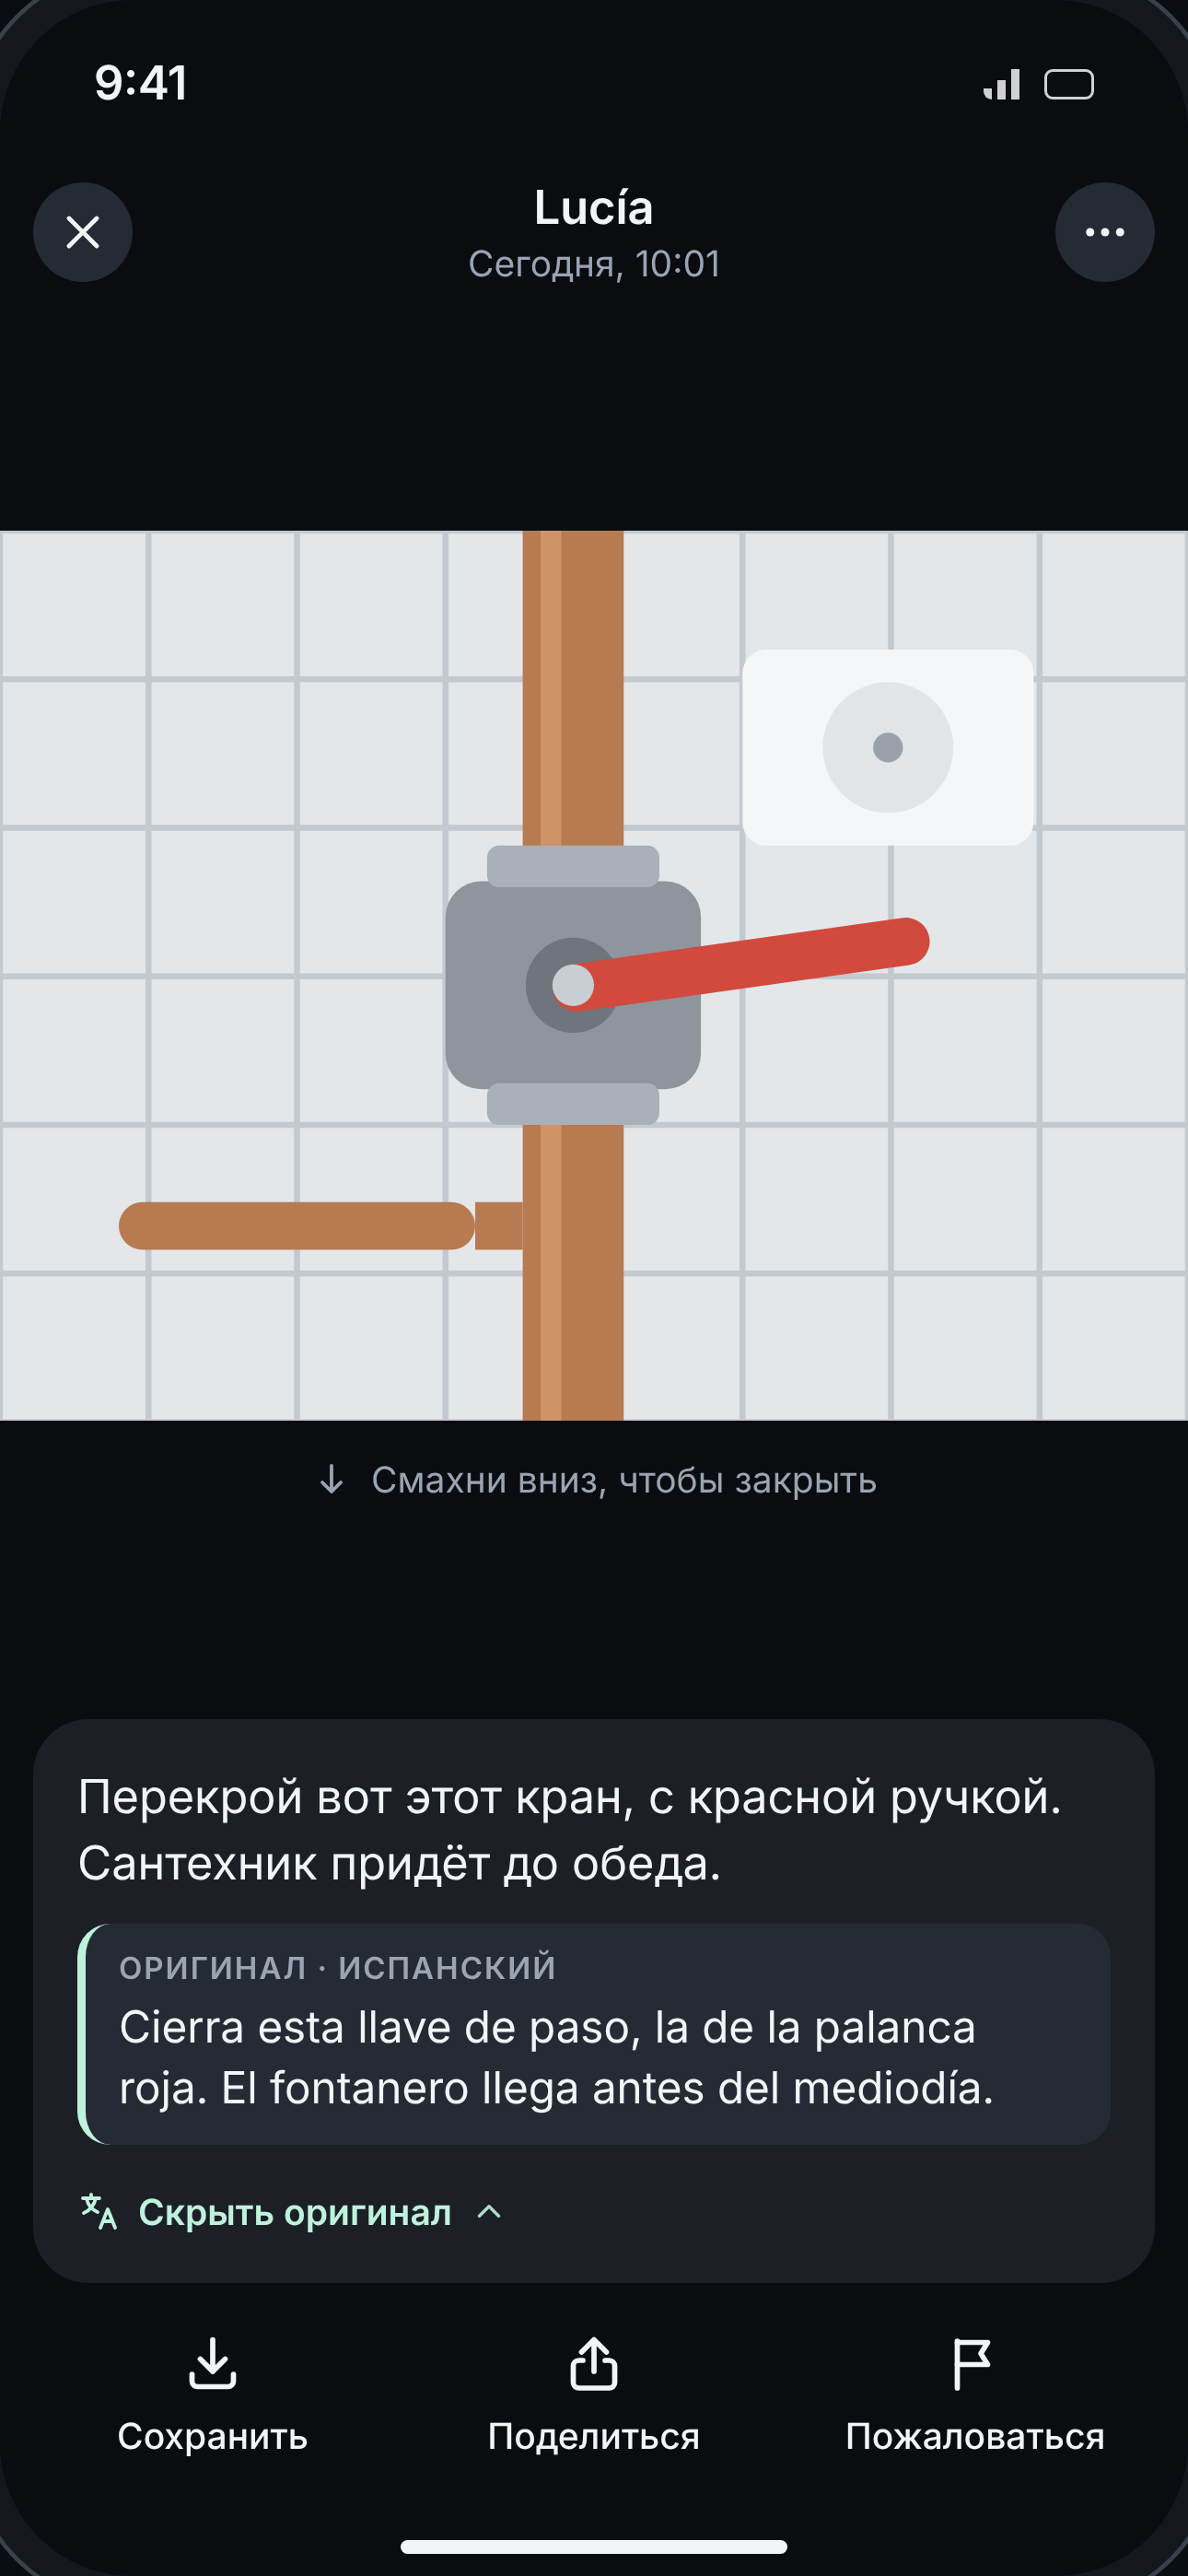 9:41
Lucía
Сегодня, 10:01
Смахни вниз, чтобы закрыть
Перекрой вот этот кран, с красной ручкой.
Сантехник придёт до обеда.
ОРИГИНАЛ · ИСПАНСКИЙ
Cierra esta llave de paso, la de la palanca
roja. El fontanero llega antes del mediodía.
Скрыть оригинал
Сохранить
Поделиться
Пожаловаться